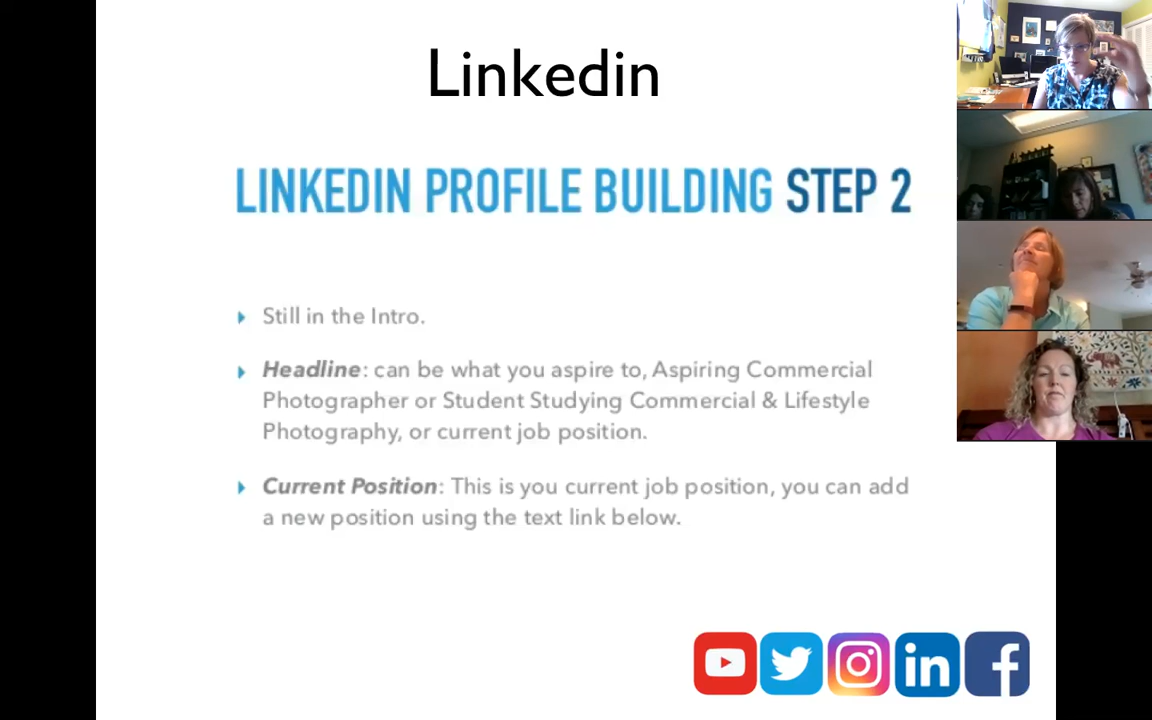 Linkedin
LINKEDIN PROFILE BUILDING STEP 2
Still in the Intro.
Headline: can be what you aspire to, Aspiring Commercial
Photographer or Student Studying Commercial & Lifestyle
Photography, or current job position.
Current Position: This is you current job position, you can add
a new position using the text link below.
in
f